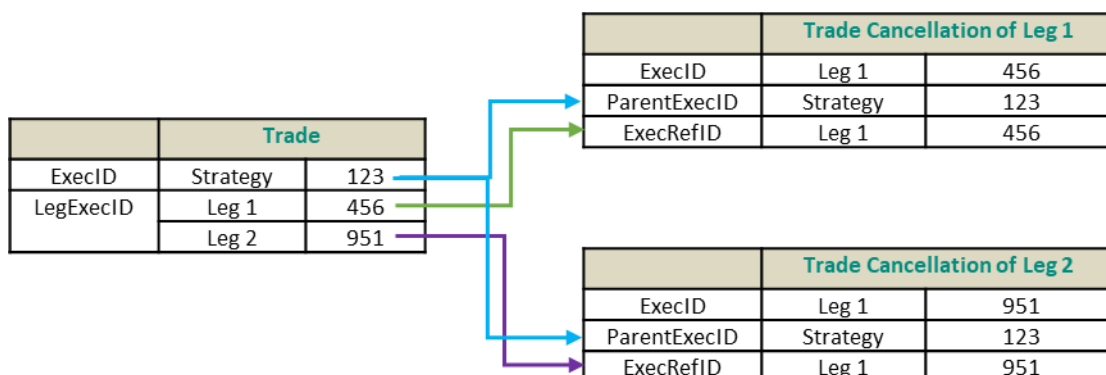 Trade Cancellation of Leg 1
ExecID Leg 1 456
ParentExecID Strategy 123
ExecRefID Leg 1 456
Trade
ExecID Strategy 123
LegExecID Leg 1 456
Leg 2 951
Trade Cancellation of Leg 2
ExecID Leg 1 951
ParentExecID Strategy 123
ExecRefID Leg 1 951